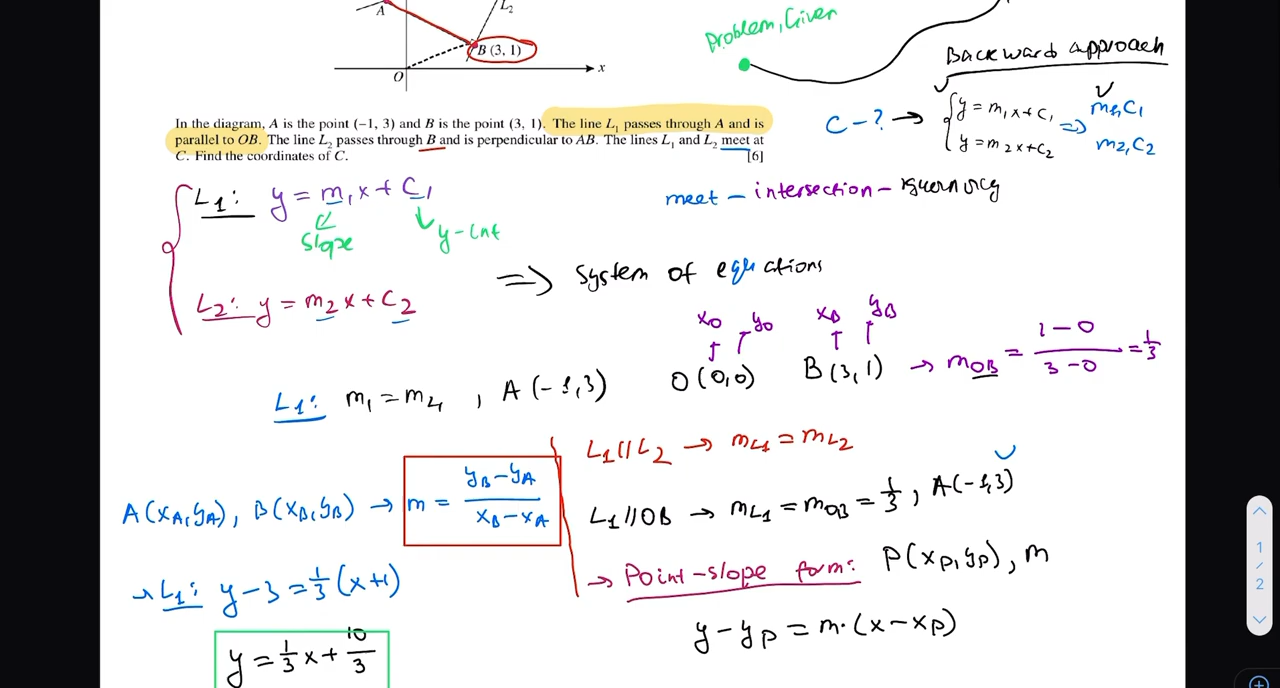 A
L₂
B (3, 1)
O
x
Problem, Given
Backward approach
In the diagram, A is the point (−1, 3) and B is the point (3, 1). The line L₁ passes through A and is
parallel to OB. The line L₂ passes through B and is perpendicular to AB. The lines L₁ and L₂ meet at
C. Find the coordinates of C. [6]
C - ? → { y = m₁x + c₁ ⇒ m₁, C₁
y = m₂x + c₂ m₂, C₂
L₁: y = m₁x + C₁
slope y-int
meet - intersection -
L₂: y = m₂x + C₂
⇒ System of equations
x₀ y₀ x_B y_B
L₁: m₁ = m_L₁, A(-1, 3) O(0,0) B(3,1) → m_OB = (1-0)/(3-0) = 1/3
L₁ // L₂ → m_L₁ = m_L₂
A(x_A, y_A), B(x_B, y_B) → m = (y_B - y_A)/(x_B - x_A)
L₁ // OB → m_L₁ = m_OB = 1/3, A(-1,3)
→ Point-slope form: P(x_P, y_P), m
→ L₁: y - 3 = 1/3 (x+1)
y - y_P = m·(x - x_P)
y = 1/3 x + 10/3
1
/
2